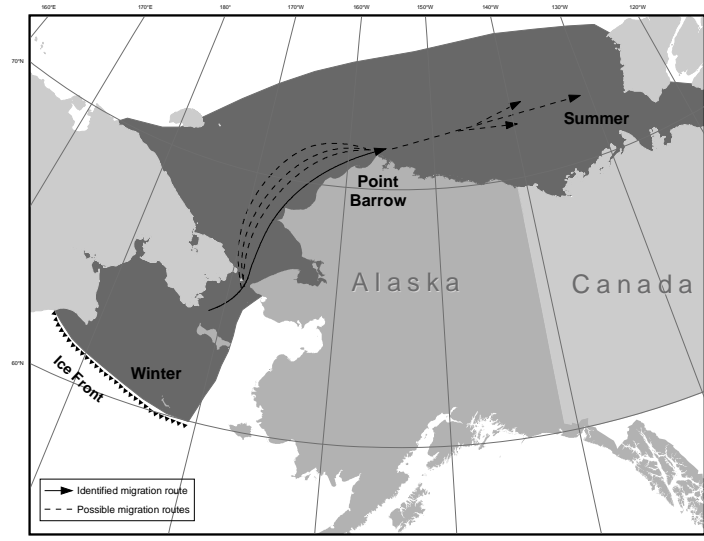 160°E
170°E
180°
170°W
160°W
150°W
140°W
130°W
120°W
70°N
Summer
Point
Barrow
Alaska
Canada
60°N
Winter
Ice Front
Identified migration route
Possible migration routes